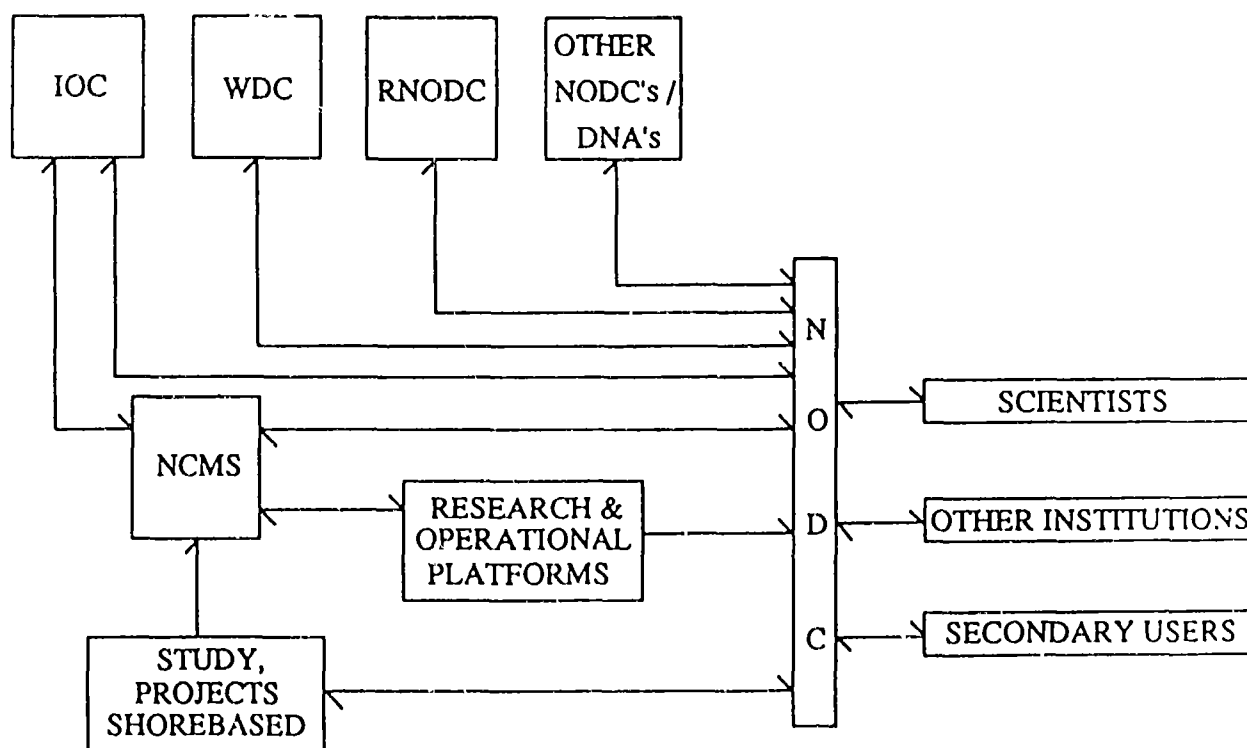 IOC
WDC
RNODC
OTHER
NODC's /
DNA's
N
O
D
C
SCIENTISTS
NCMS
RESEARCH &
OPERATIONAL
PLATFORMS
OTHER INSTITUTIONS
STUDY,
PROJECTS
SHOREBASED
SECONDARY USERS